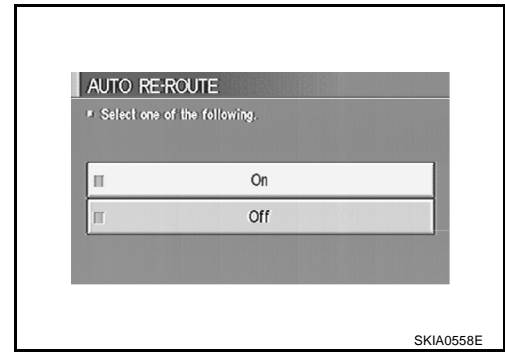 AUTO RE-ROUTE
Select one of the following.
On
Off
SKIA0558E